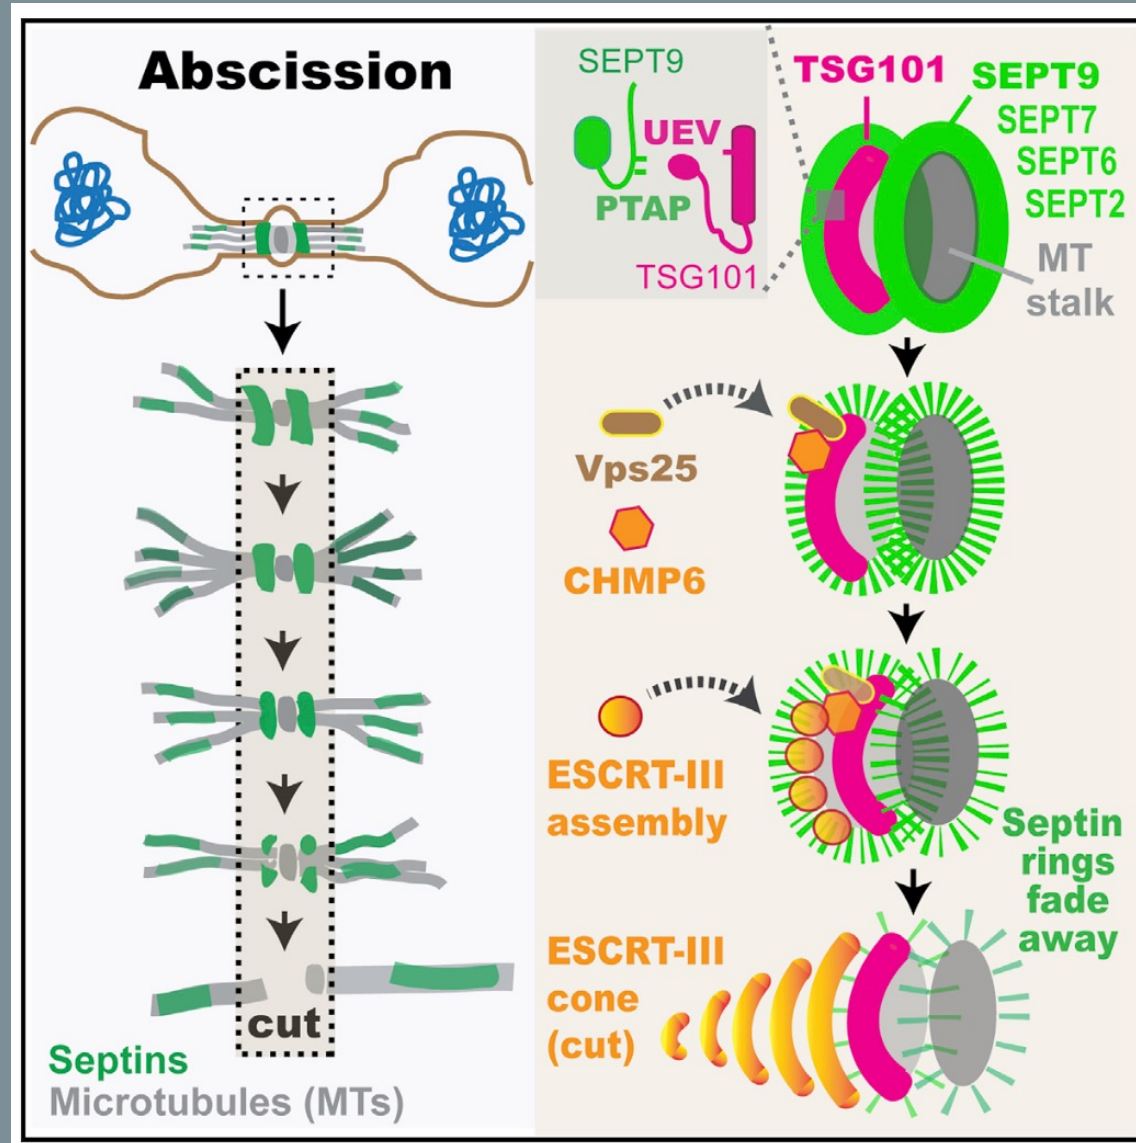 Abscission
cut
Septins
Microtubules (MTs)
SEPT9
UEV
PTAP
TSG101
TSG101
SEPT9
SEPT7
SEPT6
SEPT2
MT
stalk
Vps25
CHMP6
ESCRT-III
assembly
Septin
rings
fade
away
ESCRT-III
cone
(cut)